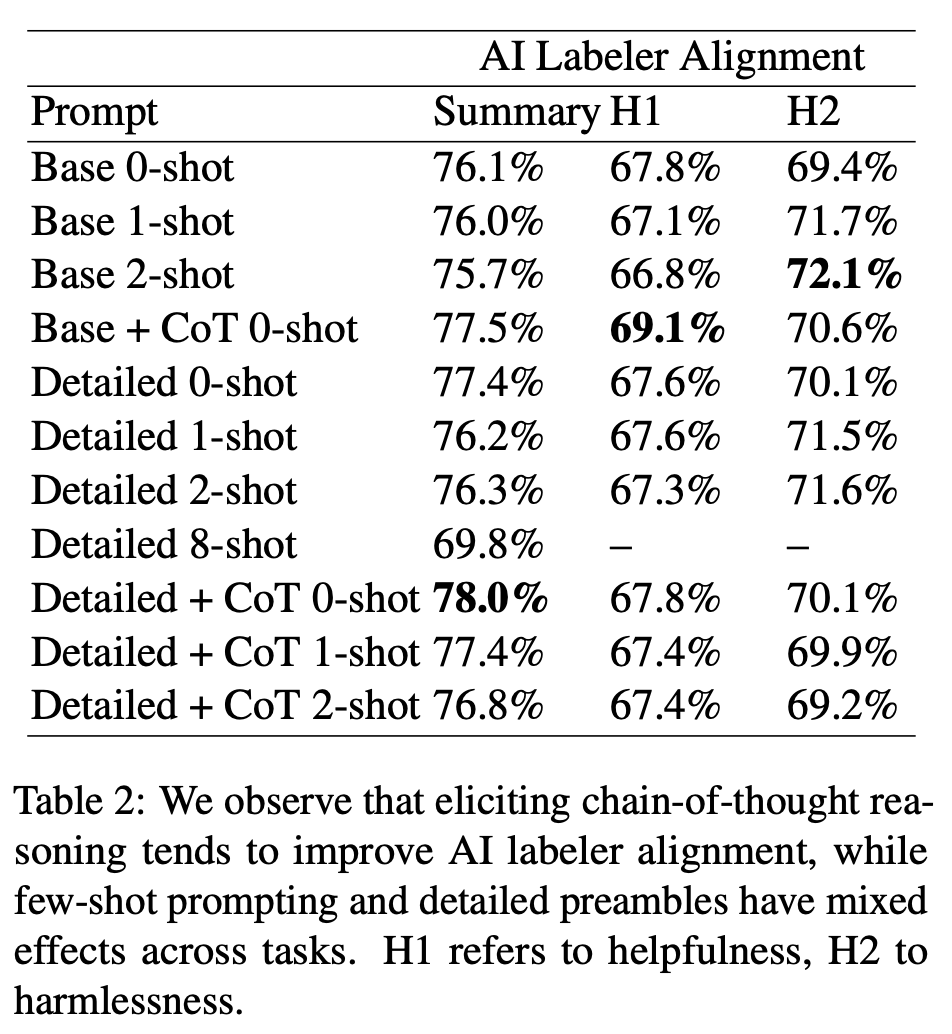 AI Labeler Alignment
Prompt Summary H1 H2
Base 0-shot 76.1% 67.8% 69.4%
Base 1-shot 76.0% 67.1% 71.7%
Base 2-shot 75.7% 66.8% 72.1%
Base + CoT 0-shot 77.5% 69.1% 70.6%
Detailed 0-shot 77.4% 67.6% 70.1%
Detailed 1-shot 76.2% 67.6% 71.5%
Detailed 2-shot 76.3% 67.3% 71.6%
Detailed 8-shot 69.8% – –
Detailed + CoT 0-shot 78.0% 67.8% 70.1%
Detailed + CoT 1-shot 77.4% 67.4% 69.9%
Detailed + CoT 2-shot 76.8% 67.4% 69.2%
Table 2: We observe that eliciting chain-of-thought rea-
soning tends to improve AI labeler alignment, while
few-shot prompting and detailed preambles have mixed
effects across tasks. H1 refers to helpfulness, H2 to
harmlessness.